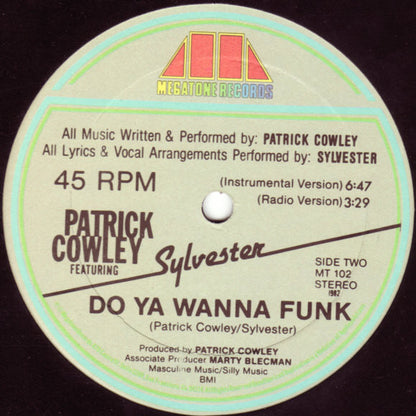 MEGATONE RECORDS
All Music Written & Performed by: PATRICK COWLEY
All Lyrics & Vocal Arrangements Performed by: SYLVESTER
45 RPM
(Instrumental Version) 6:47
(Radio Version) 3:29
PATRICK
COWLEY
FEATURING
Sylvester
SIDE TWO
MT 102
STEREO
1982
DO YA WANNA FUNK
(Patrick Cowley/Sylvester)
Produced by PATRICK COWLEY
Associate Producer MARTY BLECMAN
Masculine Music/Silly Music
BMI